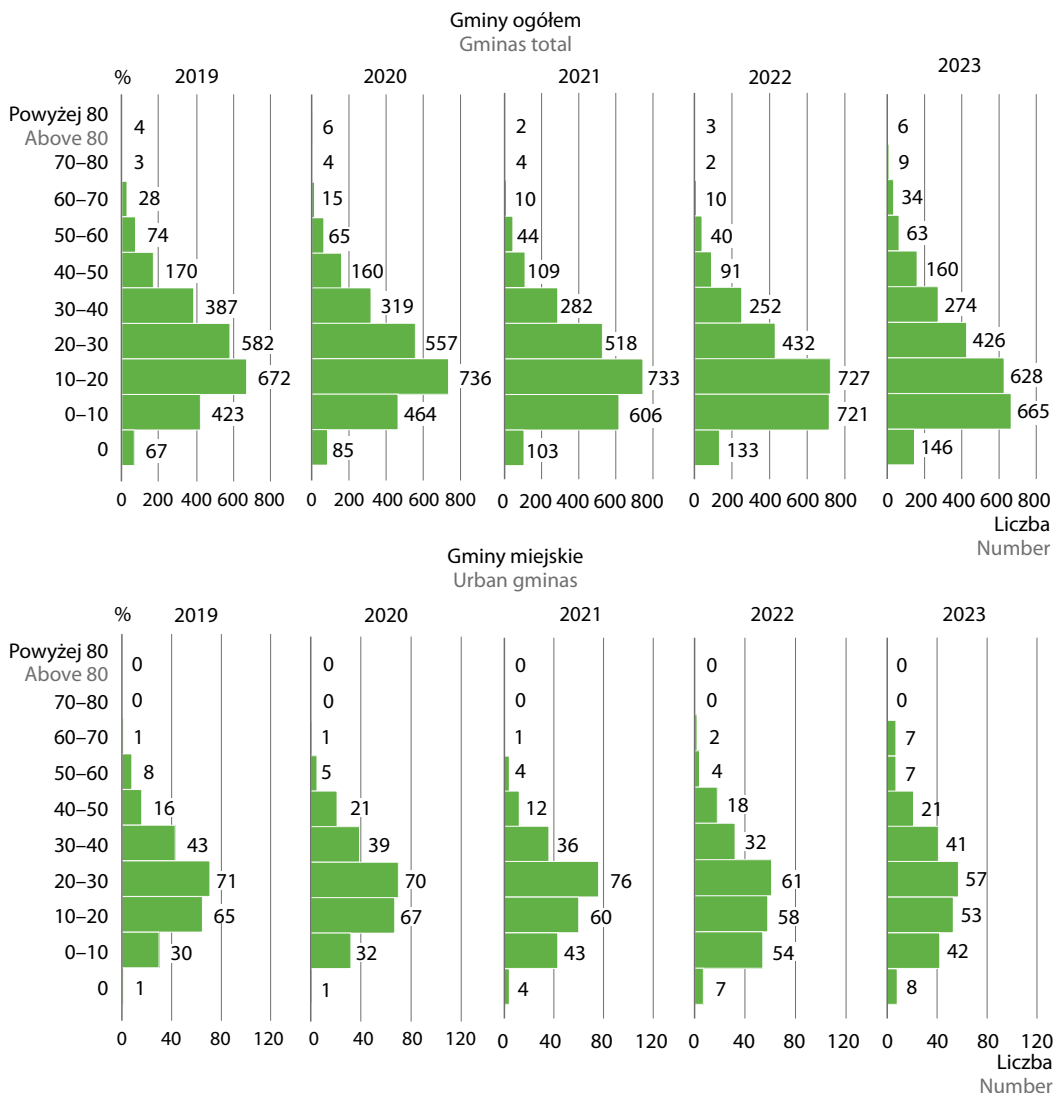 Gminy ogółem
Gminas total
% 2019 2020 2021 2022 2023
Powyżej 80
Above 80
4 6 2 3 6
70–80 3 4 4 2 9
60–70 28 15 10 10 34
50–60 74 65 44 40 63
40–50 170 160 109 91 160
30–40 387 319 282 252 274
20–30 582 557 518 432 426
10–20 672 736 733 727 628
0–10 423 464 606 721 665
0 67 85 103 133 146
0 200 400 600 800 0 200 400 600 800 0 200 400 600 800 0 200 400 600 800 0 200 400 600 800
Liczba
Number
Gminy miejskie
Urban gminas
% 2019 2020 2021 2022 2023
Powyżej 80
Above 80
0 0 0 0 0
70–80 0 0 0 0 0
60–70 1 1 1 2 7
50–60 8 5 4 4 7
40–50 16 21 12 18 21
30–40 43 39 36 32 41
20–30 71 70 76 61 57
10–20 65 67 60 58 53
0–10 30 32 43 54 42
0 1 1 4 7 8
0 40 80 120 0 40 80 120 0 40 80 120 0 40 80 120 0 40 80 120
Liczba
Number